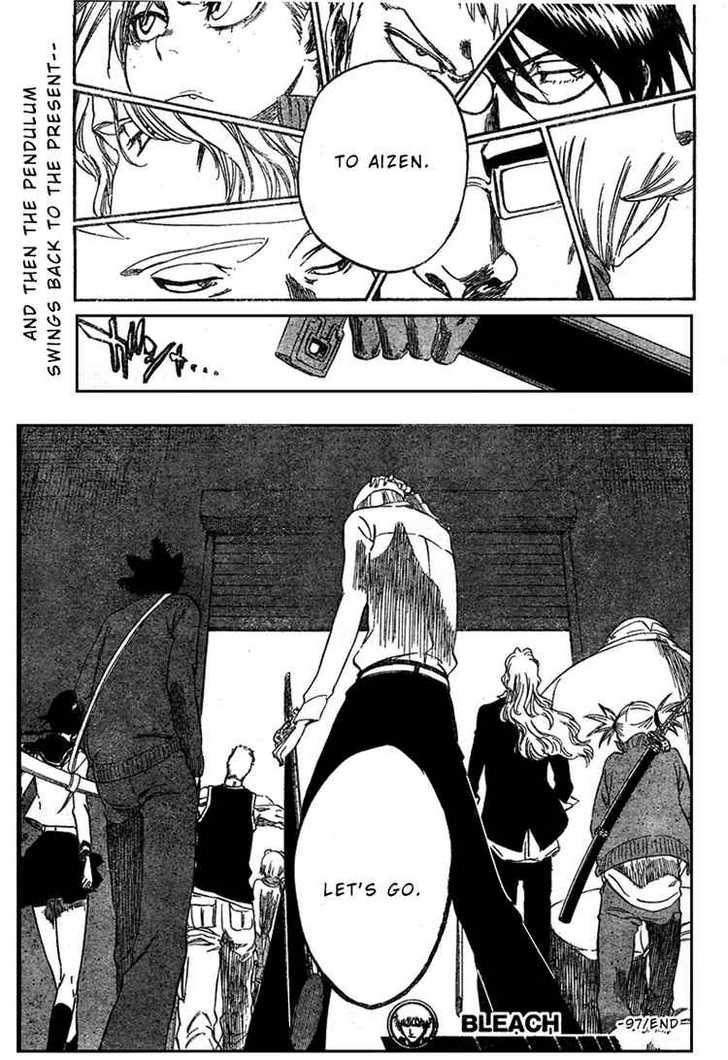 TO AIZEN.
AND THEN THE PENDULUM
SWINGS BACK TO THE PRESENT--
LET'S GO.
BLEACH
-97/END-